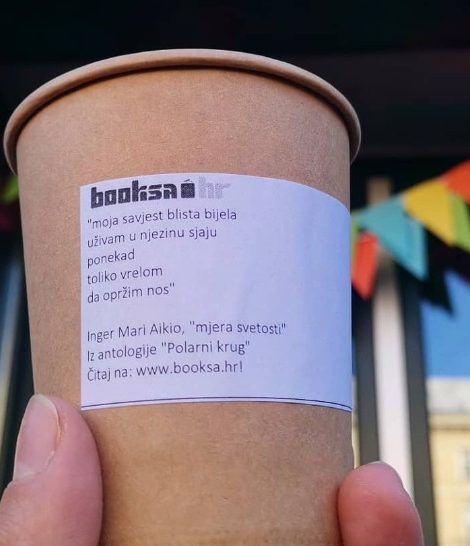 booksa hr
"moja savjest blista bijela
uživam u njezinu sjaju
ponekad
toliko vrelom
da opržim nos"
Inger Mari Aikio, "mjera svetosti"
Iz antologije "Polarni krug"
Čitaj na: www.booksa.hr!